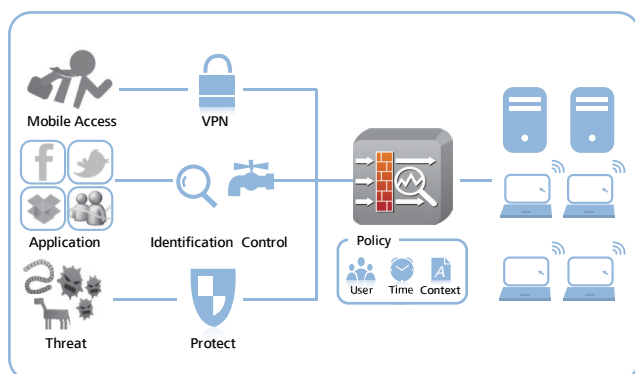 Mobile Access
VPN
f
Application
Identification Control
Policy
User
Time
A
Context
Threat
Protect